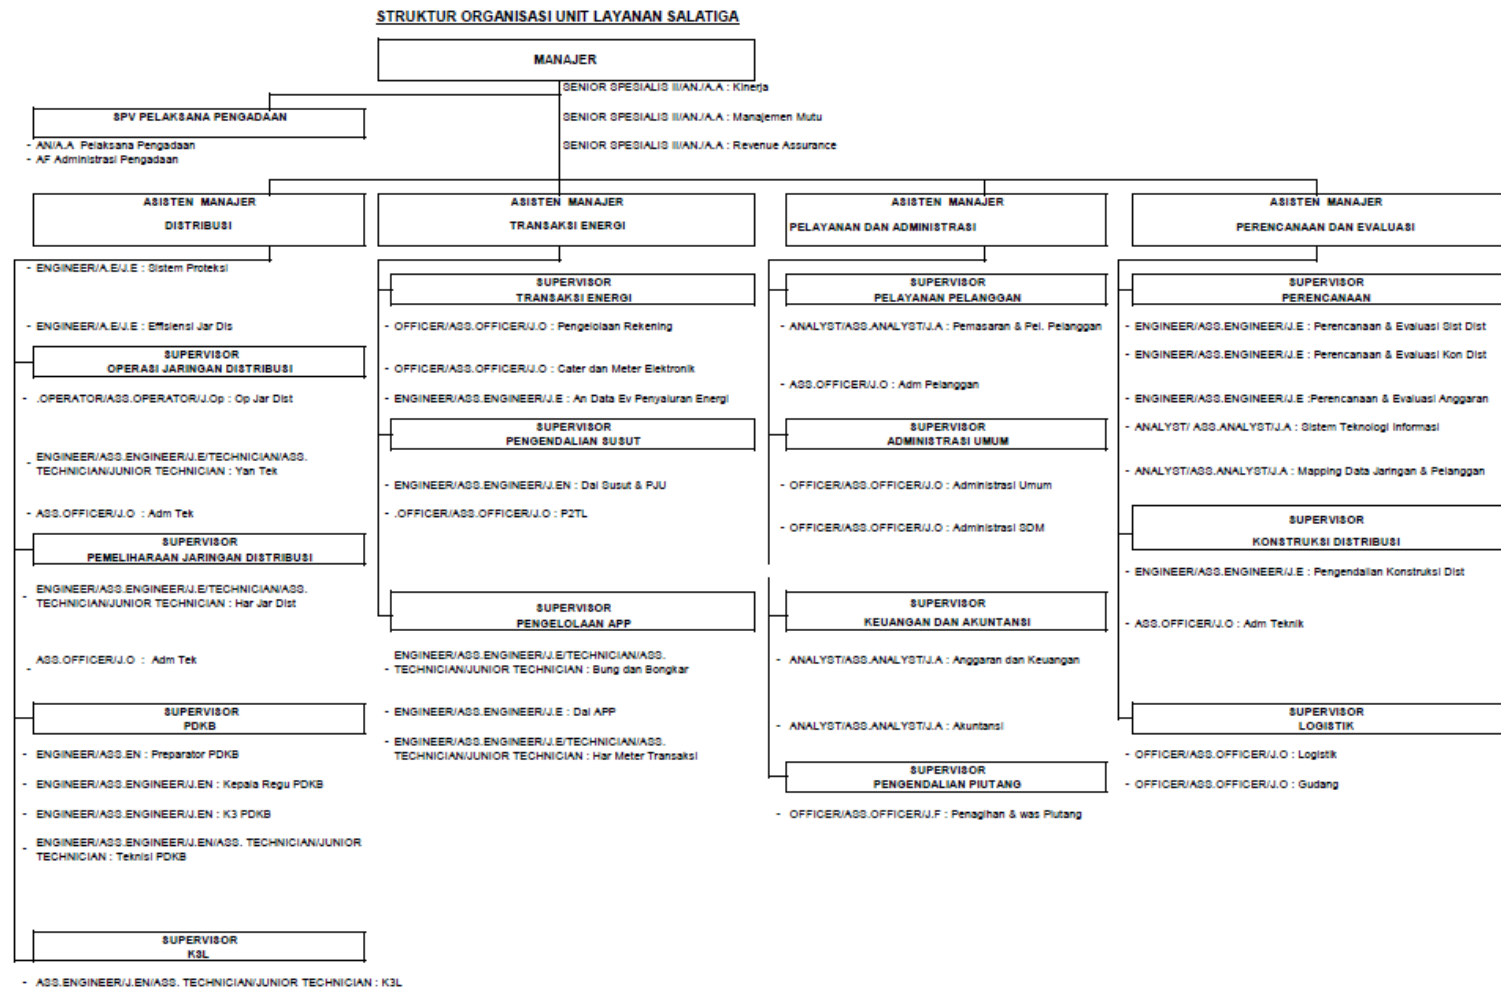 STRUKTUR ORGANISASI UNIT LAYANAN SALATIGA
MANAJER
SENIOR SPESIALIS II/AN./A.A : Kinerja
SENIOR SPESIALIS II/AN./A.A : Manajemen Mutu
SENIOR SPESIALIS II/AN./A.A : Revenue Assurance
SPV PELAKSANA PENGADAAN
- AN/A.A Pelaksana Pengadaan
- AF Administrasi Pengadaan
ASISTEN MANAJER
DISTRIBUSI
- ENGINEER/A.E/J.E : Sistem Proteksi
- ENGINEER/A.E/J.E : Effisiensi Jar Dis
SUPERVISOR
OPERASI JARINGAN DISTRIBUSI
- .OPERATOR/ASS.OPERATOR/J.Op : Op Jar Dist
- ENGINEER/ASS.ENGINEER/J.E/TECHNICIAN/ASS.
TECHNICIAN/JUNIOR TECHNICIAN : Yan Tek
- ASS.OFFICER/J.O : Adm Tek
SUPERVISOR
PEMELIHARAAN JARINGAN DISTRIBUSI
- ENGINEER/ASS.ENGINEER/J.E/TECHNICIAN/ASS.
TECHNICIAN/JUNIOR TECHNICIAN : Har Jar Dist
- ASS.OFFICER/J.O : Adm Tek
SUPERVISOR
PDKB
- ENGINEER/ASS.EN : Preparator PDKB
- ENGINEER/ASS.ENGINEER/J.EN : Kepala Regu PDKB
- ENGINEER/ASS.ENGINEER/J.EN : K3 PDKB
- ENGINEER/ASS.ENGINEER/J.EN/ASS. TECHNICIAN/JUNIOR
TECHNICIAN : Teknisi PDKB
SUPERVISOR
K3L
- ASS.ENGINEER/J.EN/ASS. TECHNICIAN/JUNIOR TECHNICIAN : K3L
ASISTEN MANAJER
TRANSAKSI ENERGI
SUPERVISOR
TRANSAKSI ENERGI
- OFFICER/ASS.OFFICER/J.O : Pengelolaan Rekening
- OFFICER/ASS.OFFICER/J.O : Cater dan Meter Elektronik
- ENGINEER/ASS.ENGINEER/J.E : An Data Ev Penyaluran Energi
SUPERVISOR
PENGENDALIAN SUSUT
- ENGINEER/ASS.ENGINEER/J.EN : Dal Susut & PJU
- .OFFICER/ASS.OFFICER/J.O : P2TL
SUPERVISOR
PENGELOLAAN APP
- ENGINEER/ASS.ENGINEER/J.E/TECHNICIAN/ASS.
TECHNICIAN/JUNIOR TECHNICIAN : Bung dan Bongkar
- ENGINEER/ASS.ENGINEER/J.E : Dal APP
- ENGINEER/ASS.ENGINEER/J.E/TECHNICIAN/ASS.
TECHNICIAN/JUNIOR TECHNICIAN : Har Meter Transaksi
ASISTEN MANAJER
PELAYANAN DAN ADMINISTRASI
SUPERVISOR
PELAYANAN PELANGGAN
- ANALYST/ASS.ANALYST/J.A : Pemasaran & Pel. Pelanggan
- ASS.OFFICER/J.O : Adm Pelanggan
SUPERVISOR
ADMINISTRASI UMUM
- OFFICER/ASS.OFFICER/J.O : Administrasi Umum
- OFFICER/ASS.OFFICER/J.O : Administrasi SDM
SUPERVISOR
KEUANGAN DAN AKUNTANSI
- ANALYST/ASS.ANALYST/J.A : Anggaran dan Keuangan
- ANALYST/ASS.ANALYST/J.A : Akuntansi
SUPERVISOR
PENGENDALIAN PIUTANG
- OFFICER/ASS.OFFICER/J.F : Penagihan & was Piutang
ASISTEN MANAJER
PERENCANAAN DAN EVALUASI
SUPERVISOR
PERENCANAAN
- ENGINEER/ASS.ENGINEER/J.E : Perencanaan & Evaluasi Sist Dist
- ENGINEER/ASS.ENGINEER/J.E : Perencanaan & Evaluasi Kon Dist
- ENGINEER/ASS.ENGINEER/J.E :Perencanaan & Evaluasi Anggaran
- ANALYST/ ASS.ANALYST/J.A : Sistem Teknologi Informasi
- ANALYST/ASS.ANALYST/J.A : Mapping Data Jaringan & Pelanggan
SUPERVISOR
KONSTRUKSI DISTRIBUSI
- ENGINEER/ASS.ENGINEER/J.E : Pengendalian Konstruksi Dist
- ASS.OFFICER/J.O : Adm Teknik
SUPERVISOR
LOGISTIK
- OFFICER/ASS.OFFICER/J.O : Logistik
- OFFICER/ASS.OFFICER/J.O : Gudang